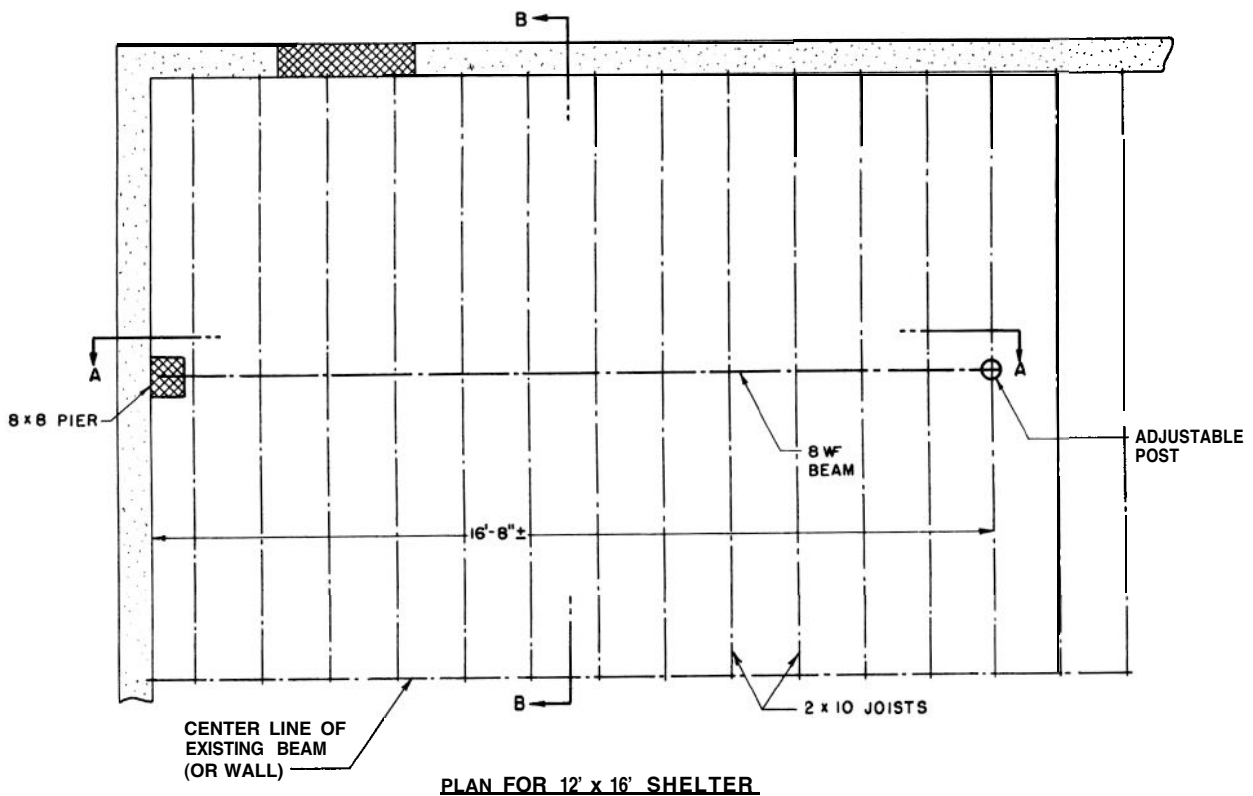 B
A
A
8 x 8 PIER
8 WF
BEAM
ADJUSTABLE
POST
16'-8" ±
B
2 x 10 JOISTS
CENTER LINE OF
EXISTING BEAM
(OR WALL)
PLAN FOR 12' x 16' SHELTER